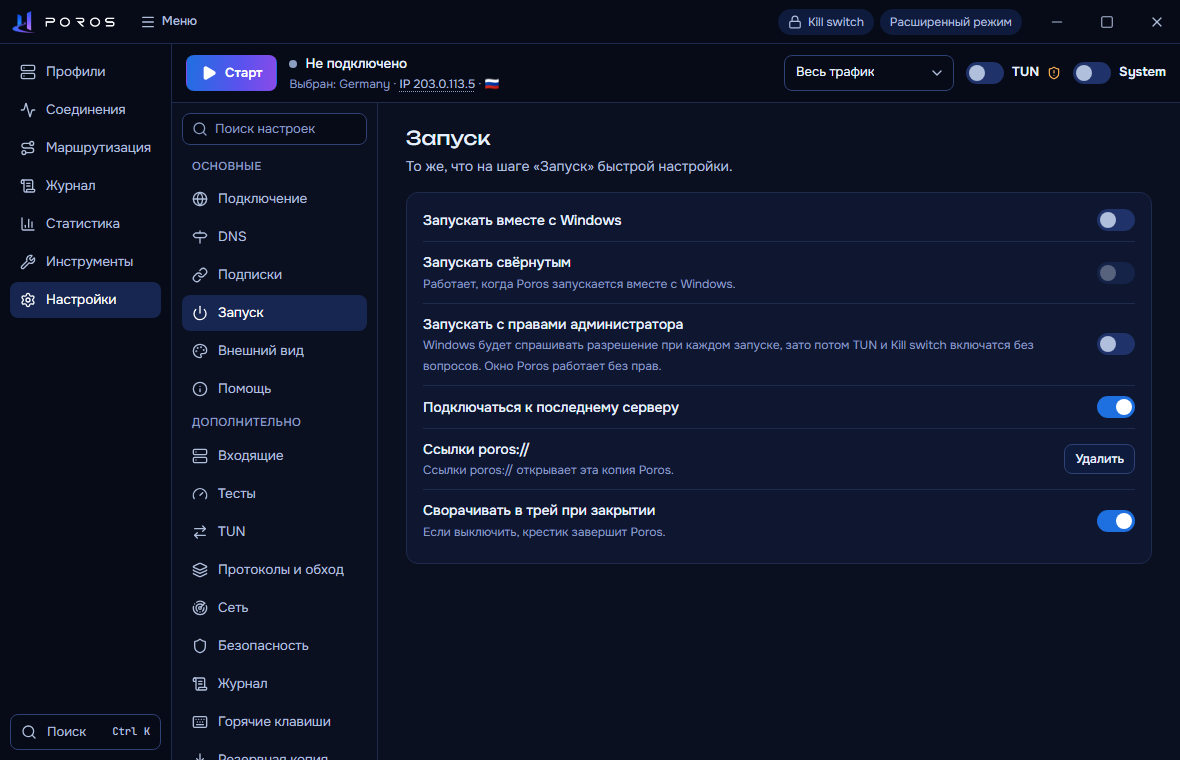 POROS
Меню
Kill switch
Расширенный режим
Профили
Соединения
Маршрутизация
Журнал
Статистика
Инструменты
Настройки
Поиск Ctrl K
Старт
Не подключено
Выбран: Germany · IP 203.0.113.5 ·
Весь трафик
TUN
System
Поиск настроек
ОСНОВНЫЕ
Подключение
DNS
Подписки
Запуск
Внешний вид
Помощь
ДОПОЛНИТЕЛЬНО
Входящие
Тесты
TUN
Протоколы и обход
Сеть
Безопасность
Журнал
Горячие клавиши
Резервная копия
Запуск
То же, что на шаге «Запуск» быстрой настройки.
Запускать вместе с Windows
Запускать свёрнутым
Работает, когда Poros запускается вместе с Windows.
Запускать с правами администратора
Windows будет спрашивать разрешение при каждом запуске, зато потом TUN и Kill switch включатся без
вопросов. Окно Poros работает без прав.
Подключаться к последнему серверу
Ссылки poros://
Ссылки poros:// открывает эта копия Poros.
Удалить
Сворачивать в трей при закрытии
Если выключить, крестик завершит Poros.